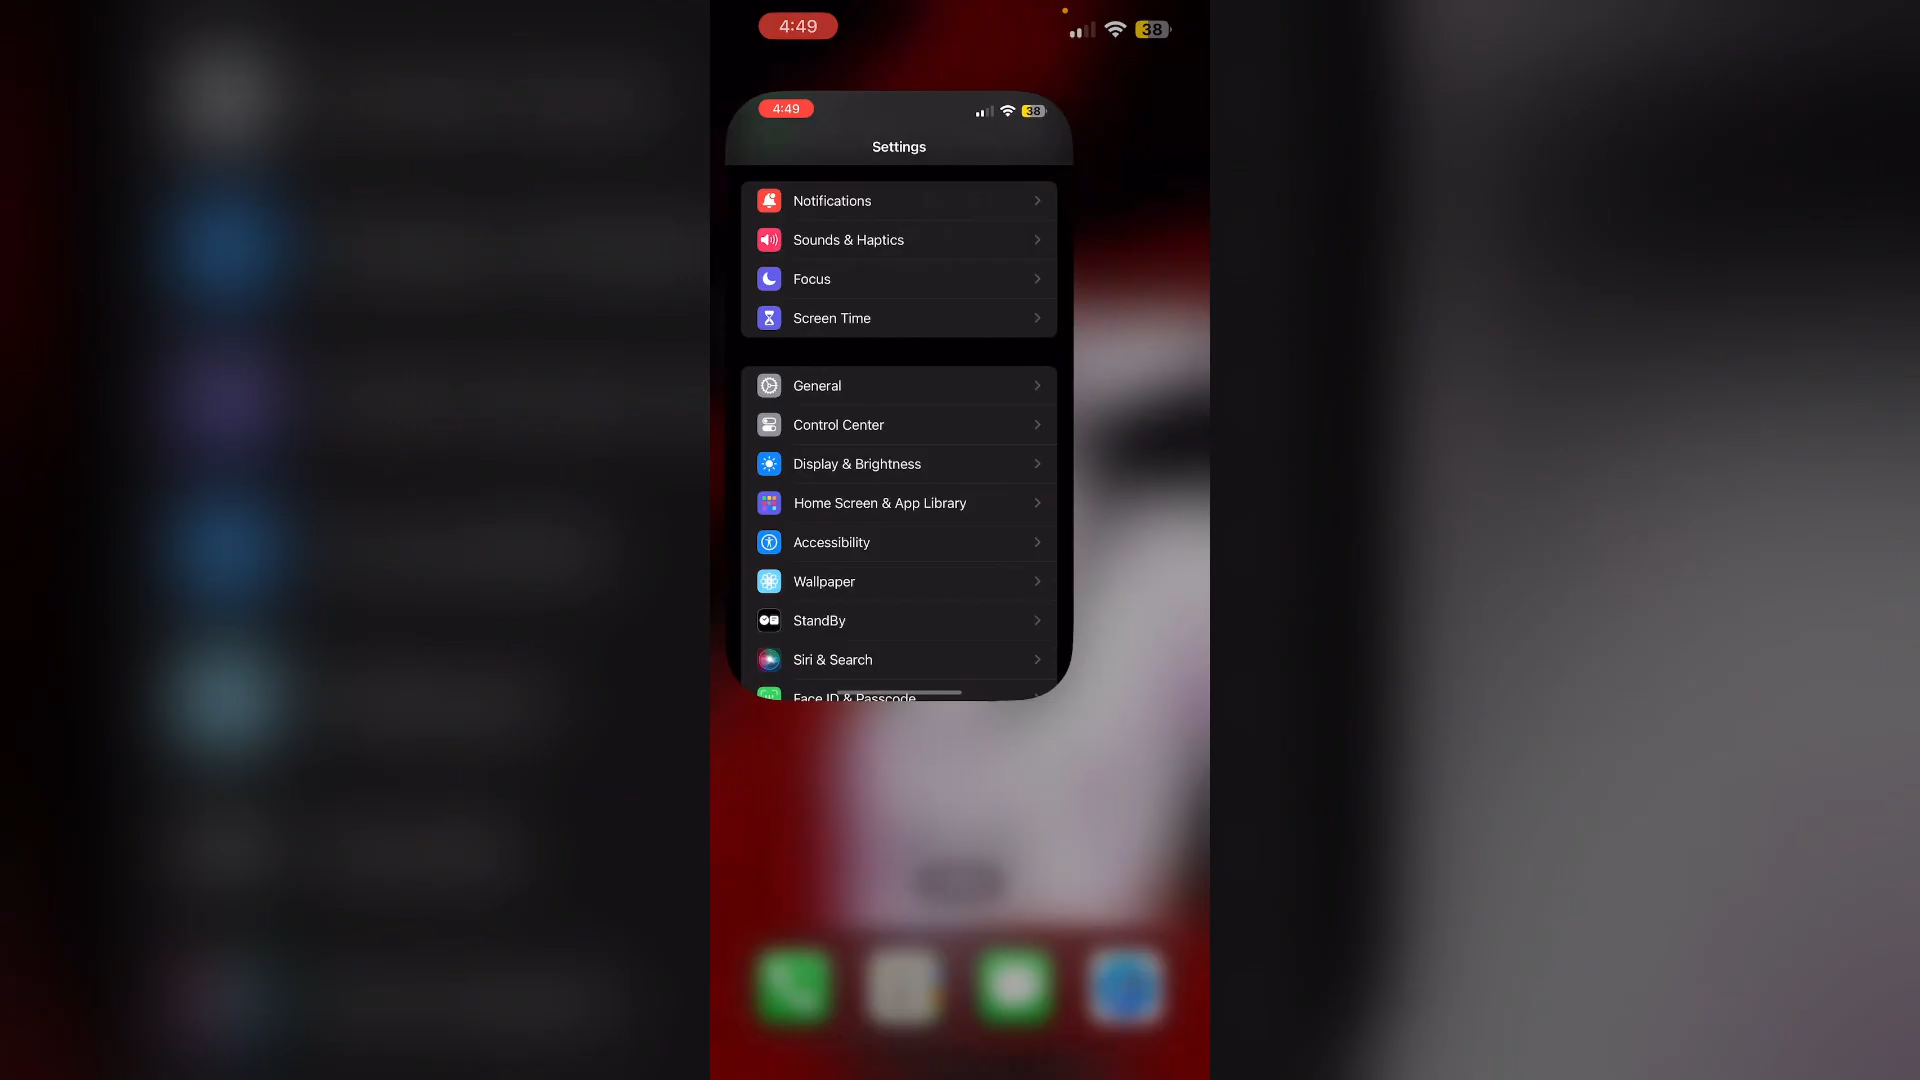 4:49
38
4:49
38
Settings
Notifications
Sounds & Haptics
Focus
Screen Time
General
Control Center
Display & Brightness
Home Screen & App Library
Accessibility
Wallpaper
StandBy
Siri & Search
Face ID & Passcode